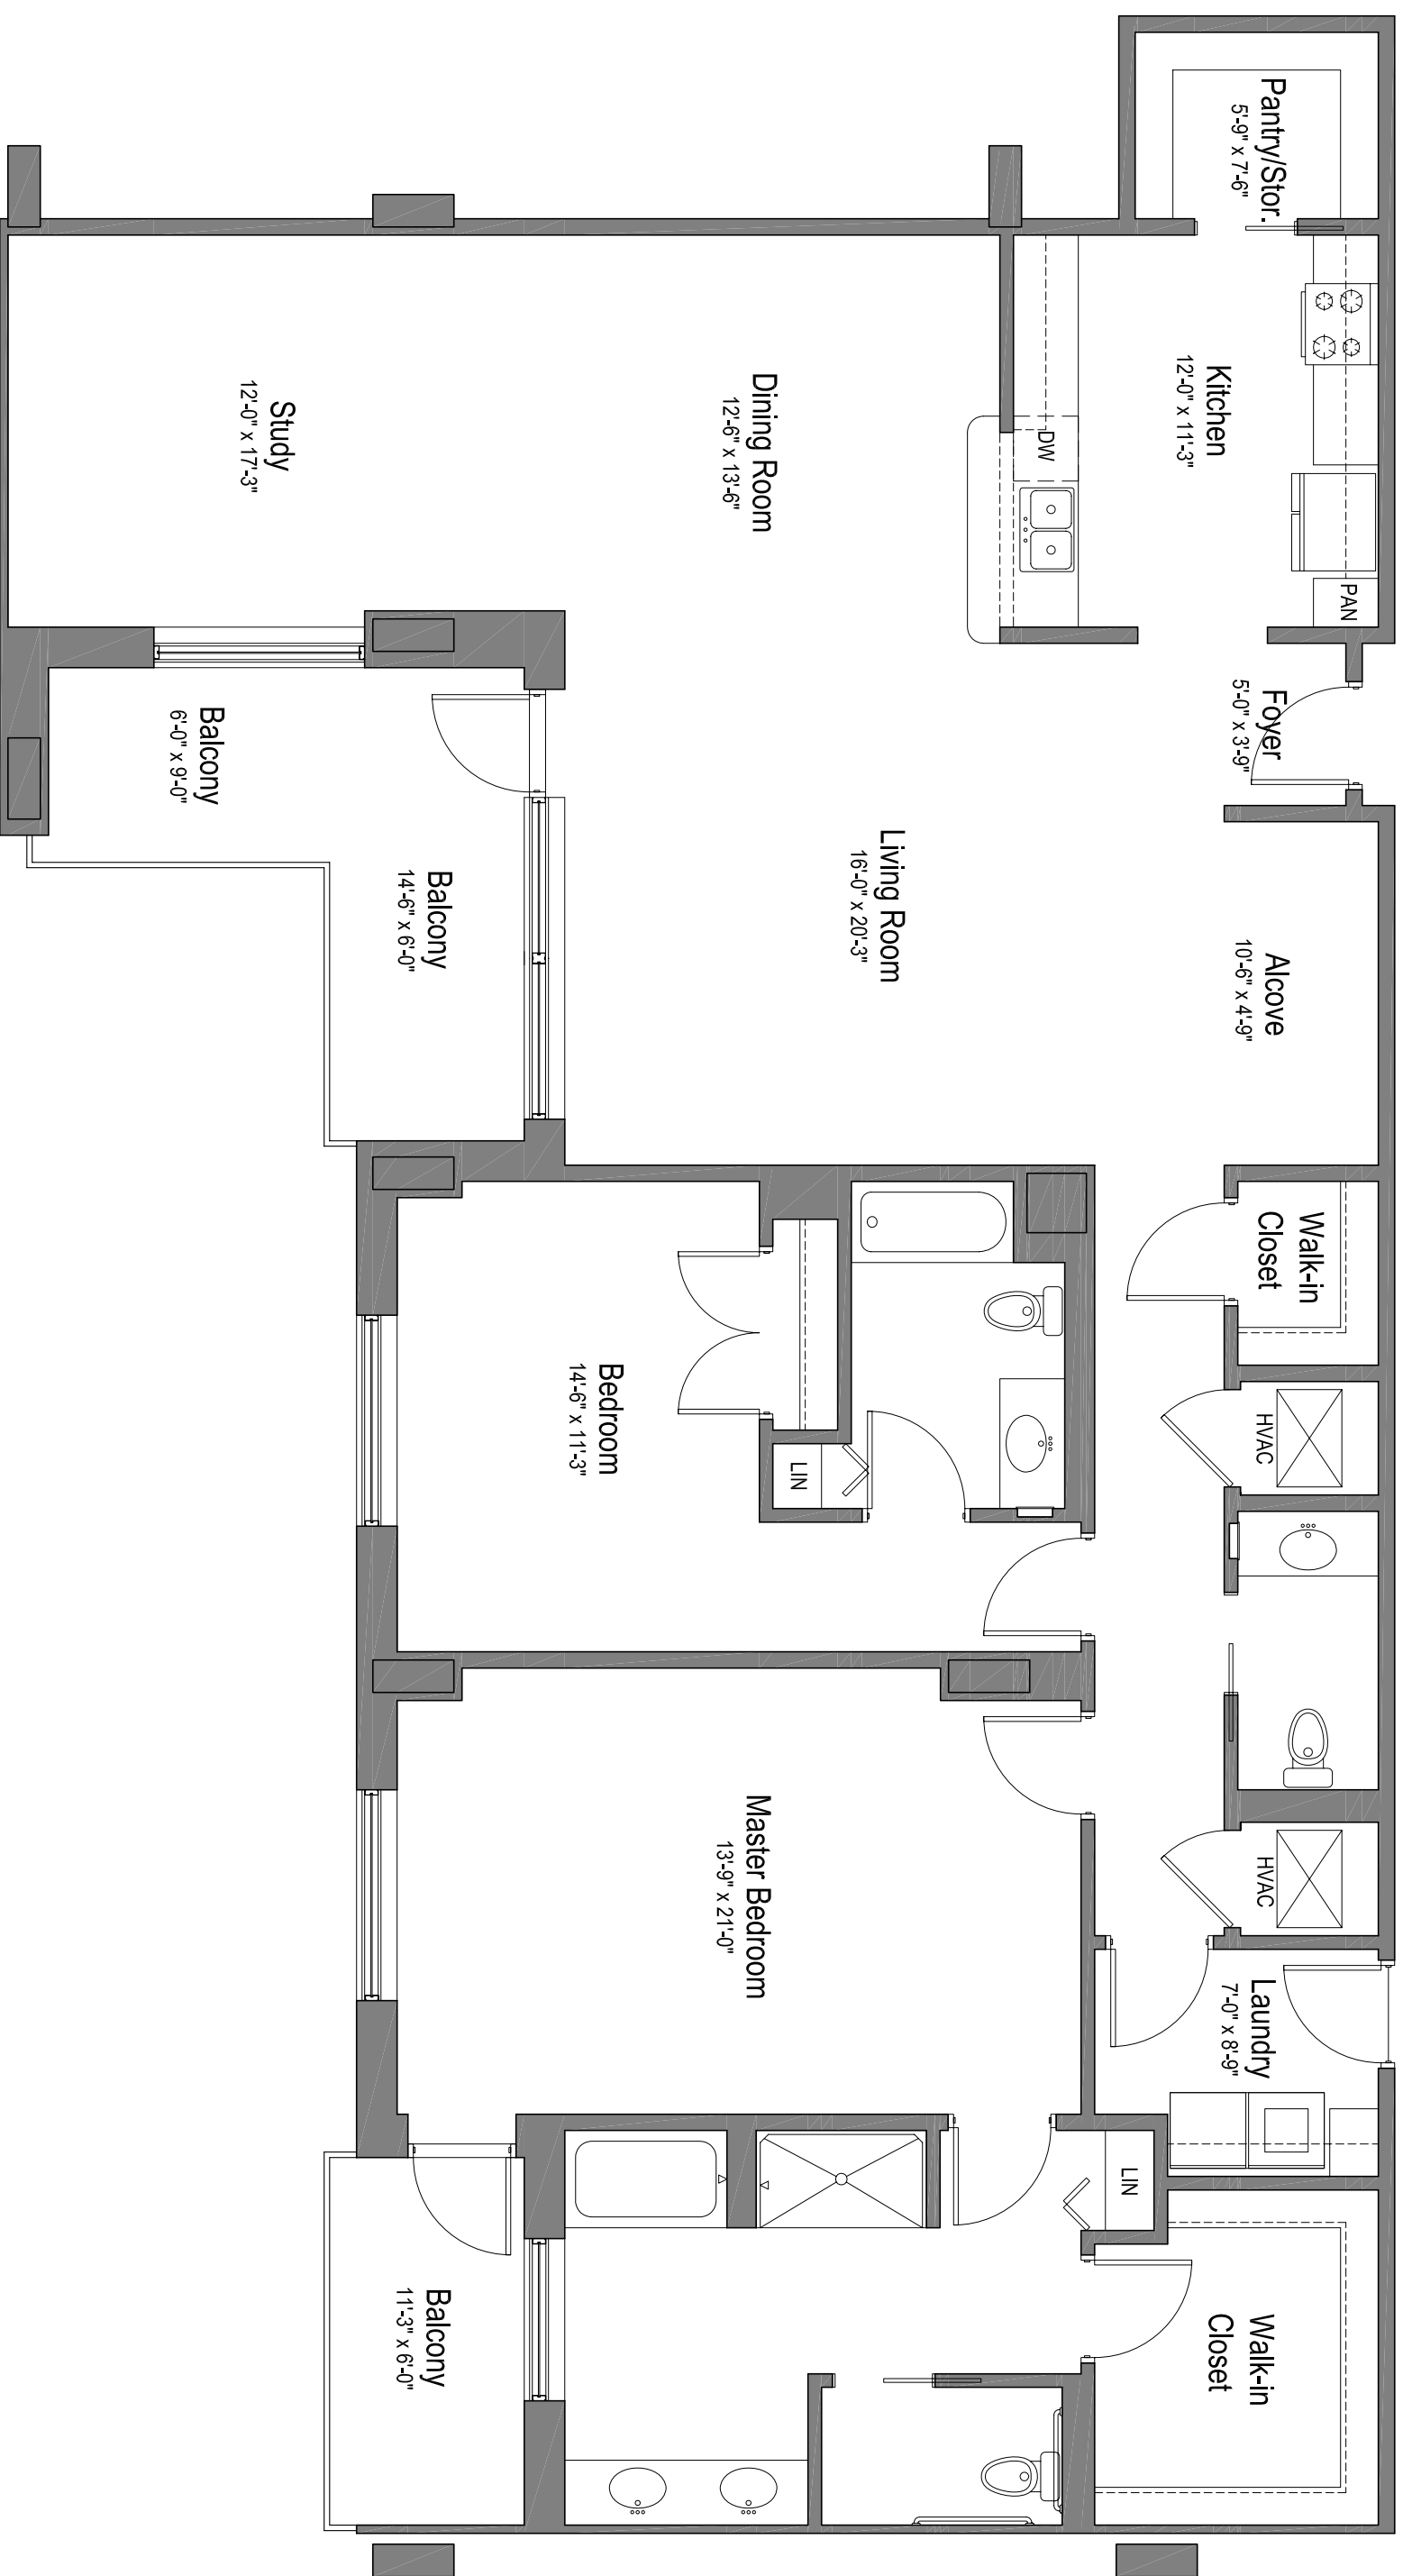 Pantry/Stor.
5'-9" x 7'-6"
Kitchen
12'-0" x 11'-3"
DW
PAN
Dining Room
12'-6" x 13'-6"
Study
12'-0" x 17'-3"
Foyer
5'-0" x 3'-9"
Balcony
6'-0" x 9'-0"
Balcony
14'-6" x 6'-0"
Living Room
16'-0" x 20'-3"
Alcove
10'-6" x 4'-9"
Walk-in
Closet
HVAC
Bedroom
14'-6" x 11'-3"
LIN
Master Bedroom
13'-9" x 21'-0"
HVAC
Laundry
7'-0" x 8'-9"
LIN
Walk-in
Closet
Balcony
11'-3" x 6'-0"